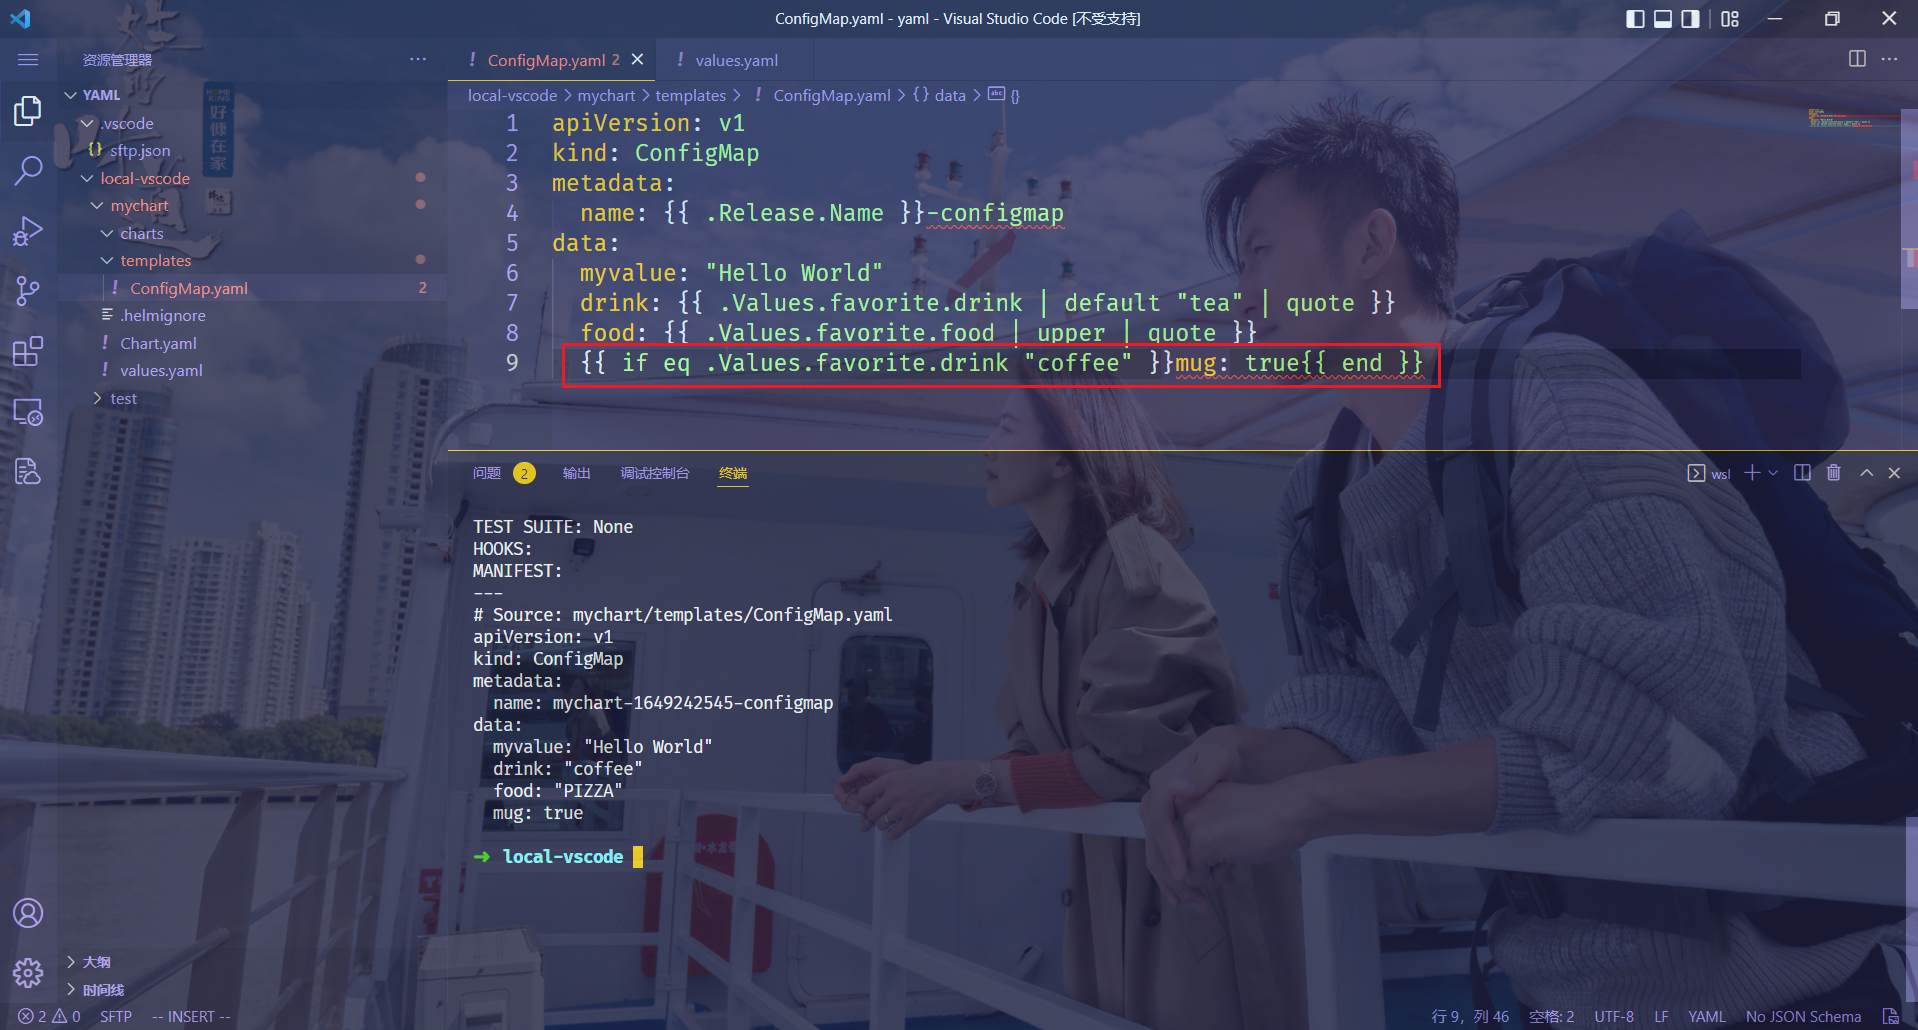 ConfigMap.yaml - yaml - Visual Studio Code [不受支持]
资源管理器
YAML
.vscode
{} sftp.json
local-vscode
mychart
charts
templates
! ConfigMap.yaml 2
.helmignore
! Chart.yaml
! values.yaml
test
大纲
时间线
! ConfigMap.yaml 2
! values.yaml
local-vscode > mychart > templates > ! ConfigMap.yaml > {} data > abc {}
1 apiVersion: v1
2 kind: ConfigMap
3 metadata:
4 name: {{ .Release.Name }}-configmap
5 data:
6 myvalue: "Hello World"
7 drink: {{ .Values.favorite.drink | default "tea" | quote }}
8 food: {{ .Values.favorite.food | upper | quote }}
9 {{ if eq .Values.favorite.drink "coffee" }}mug: true{{ end }}
问题 2 输出 调试控制台 终端
wsl
TEST SUITE: None
HOOKS:
MANIFEST:
---
# Source: mychart/templates/ConfigMap.yaml
apiVersion: v1
kind: ConfigMap
metadata:
name: mychart-1649242545-configmap
data:
myvalue: "Hello World"
drink: "coffee"
food: "PIZZA"
mug: true
→ local-vscode
2 0 SFTP -- INSERT --
行 9，列 46 空格: 2 UTF-8 LF YAML No JSON Schema
好慷在家